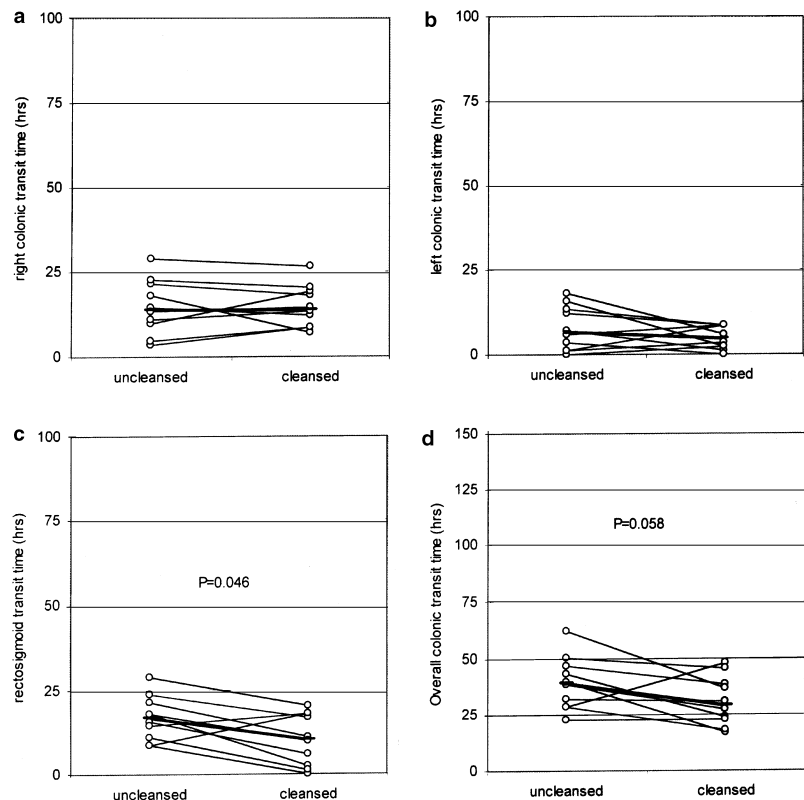 a
100
75
50
25
0
right colonic transit time (hrs)
uncleansed cleansed
b
100
75
50
25
0
left colonic transit time (hrs)
uncleansed cleansed
c
100
75
50
25
0
rectosigmoid transit time (hrs)
P=0.046
uncleansed cleansed
d
150
125
100
75
50
25
0
Overall colonic transit time (hrs)
P=0.058
uncleansed cleansed